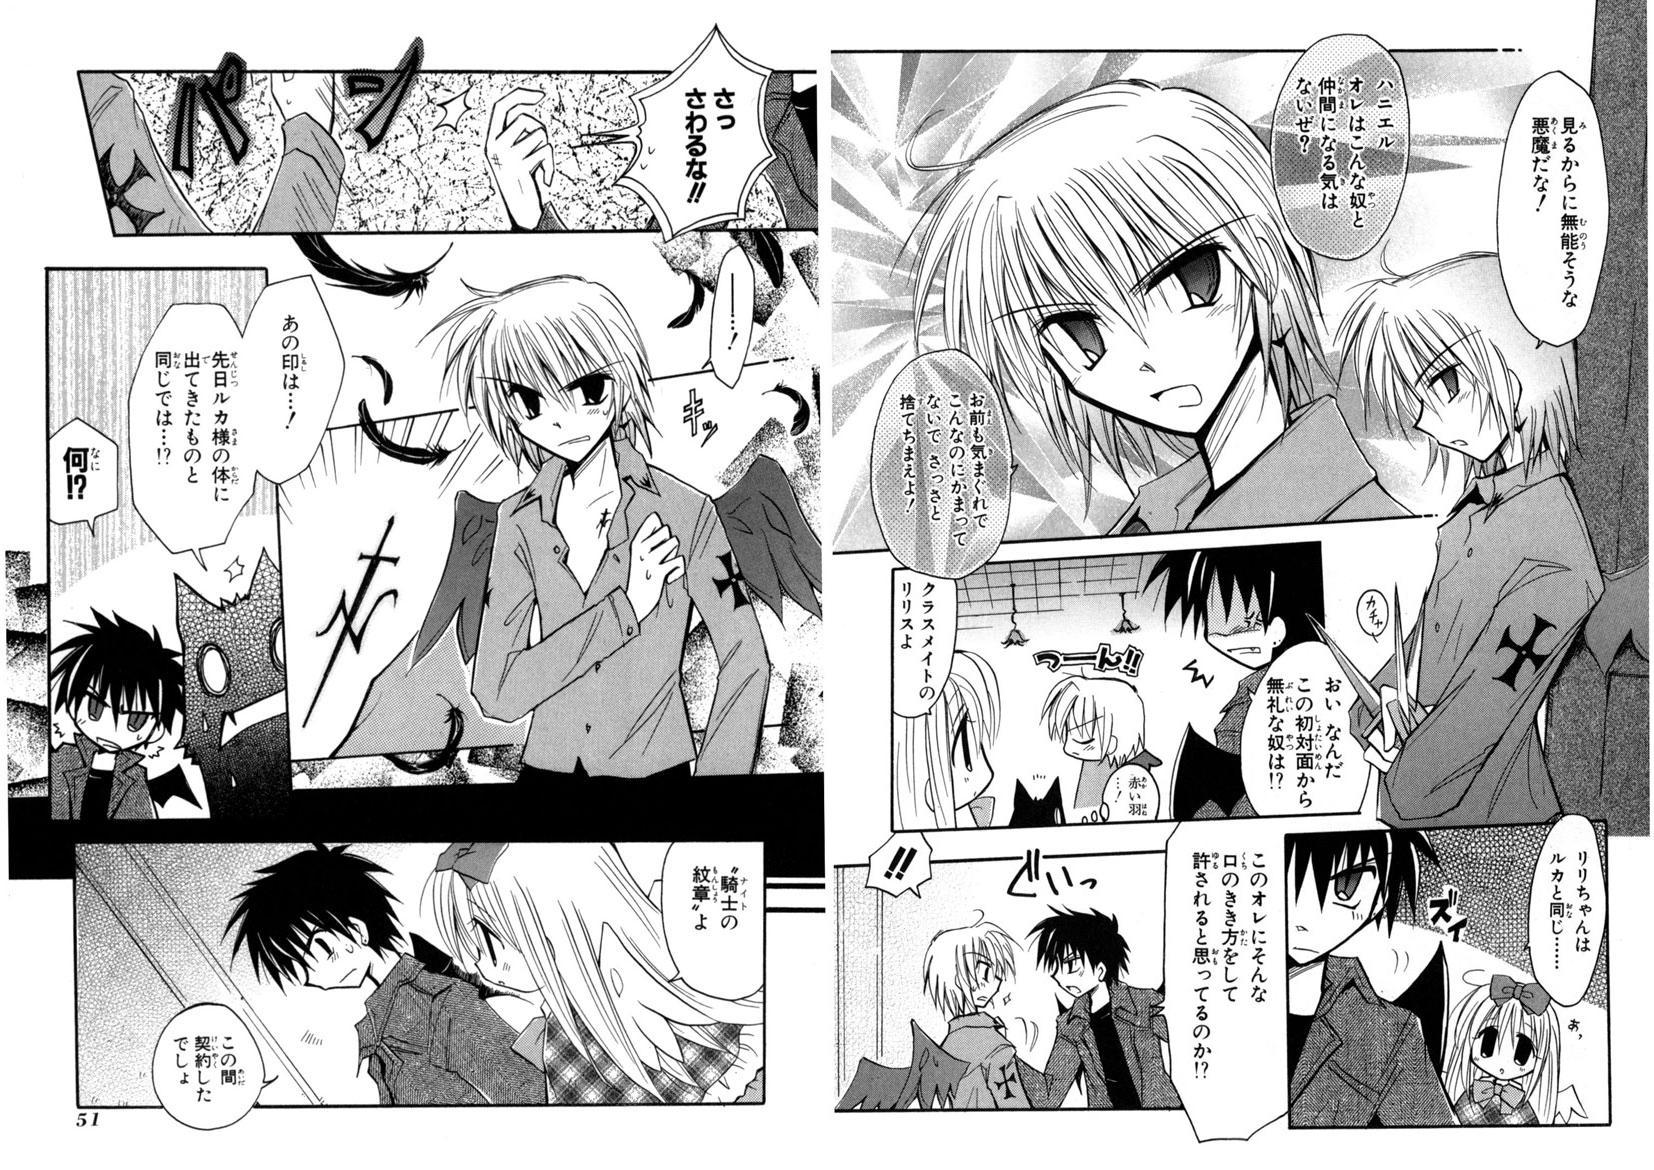 見るからに無能そうな
悪魔だな！
ハニエル
オレはこんな奴と
仲間になる気は
ないぜ？
お前も気まぐれで
こんなのにかまって
ないで さっさと
捨てちまえよ！
カチャ
おい なんだ
この初対面から
無礼な奴は!?
つーん!!
赤い羽
…！
クラスメイトの
リリスよ
リリちゃんは
ルカと同じ……
ズイ
あ,
このオレにそんな
口のきき方をして
許されると思ってるのか!?
ぐいっ
!!
さっ
さわるな!!
パン
――…！
キッ
あの印は…！
先日ルカ様の体に
出てきたものと
同じでは…!?
何!?
“騎士の
紋章”よ
この間
契約した
でしょ
51